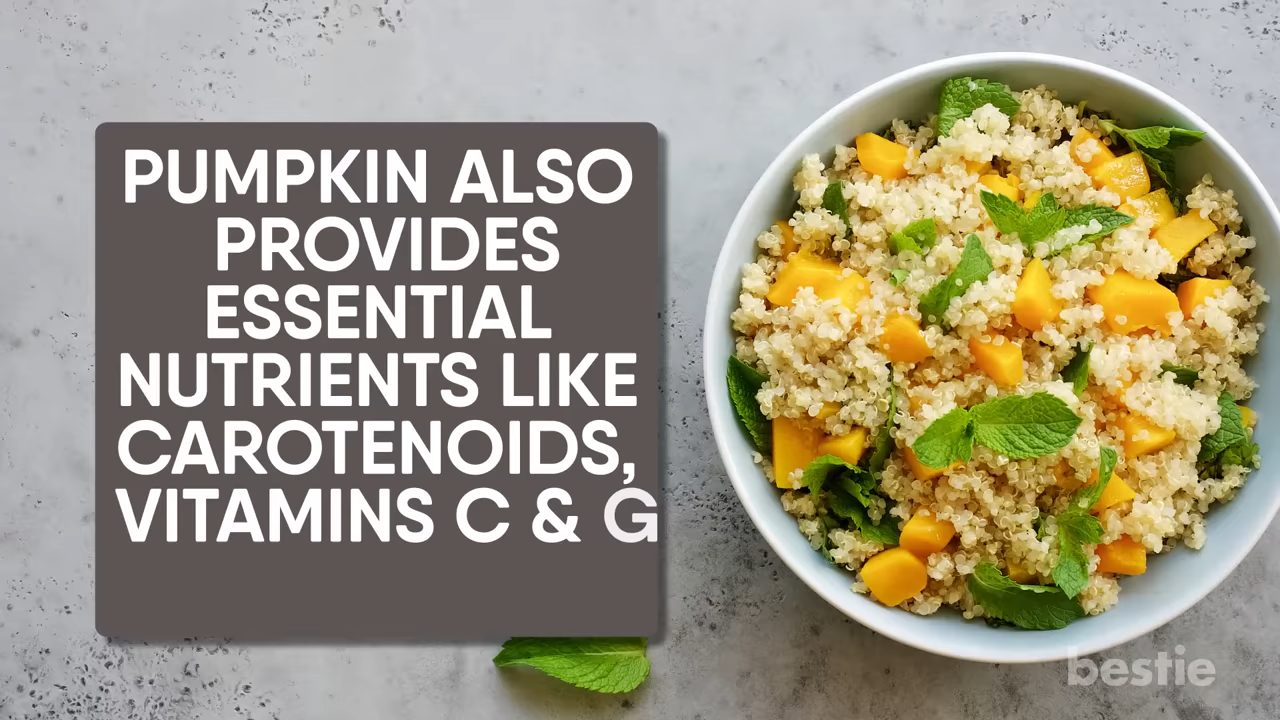 PUMPKIN ALSO
PROVIDES
ESSENTIAL
NUTRIENTS LIKE
CAROTENOIDS,
VITAMINS C & G
bestie